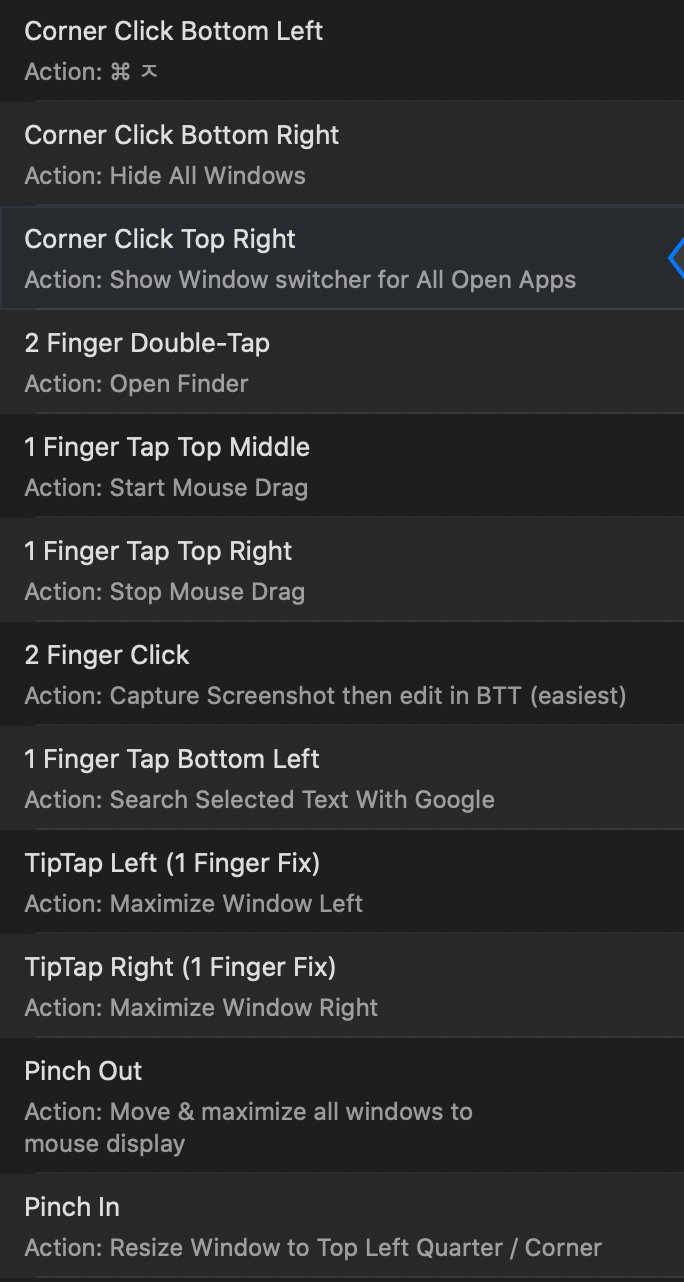 Corner Click Bottom Left
Action: ⌘ ㅈ
Corner Click Bottom Right
Action: Hide All Windows
Corner Click Top Right
Action: Show Window switcher for All Open Apps
2 Finger Double-Tap
Action: Open Finder
1 Finger Tap Top Middle
Action: Start Mouse Drag
1 Finger Tap Top Right
Action: Stop Mouse Drag
2 Finger Click
Action: Capture Screenshot then edit in BTT (easiest)
1 Finger Tap Bottom Left
Action: Search Selected Text With Google
TipTap Left (1 Finger Fix)
Action: Maximize Window Left
TipTap Right (1 Finger Fix)
Action: Maximize Window Right
Pinch Out
Action: Move & maximize all windows to
mouse display
Pinch In
Action: Resize Window to Top Left Quarter / Corner